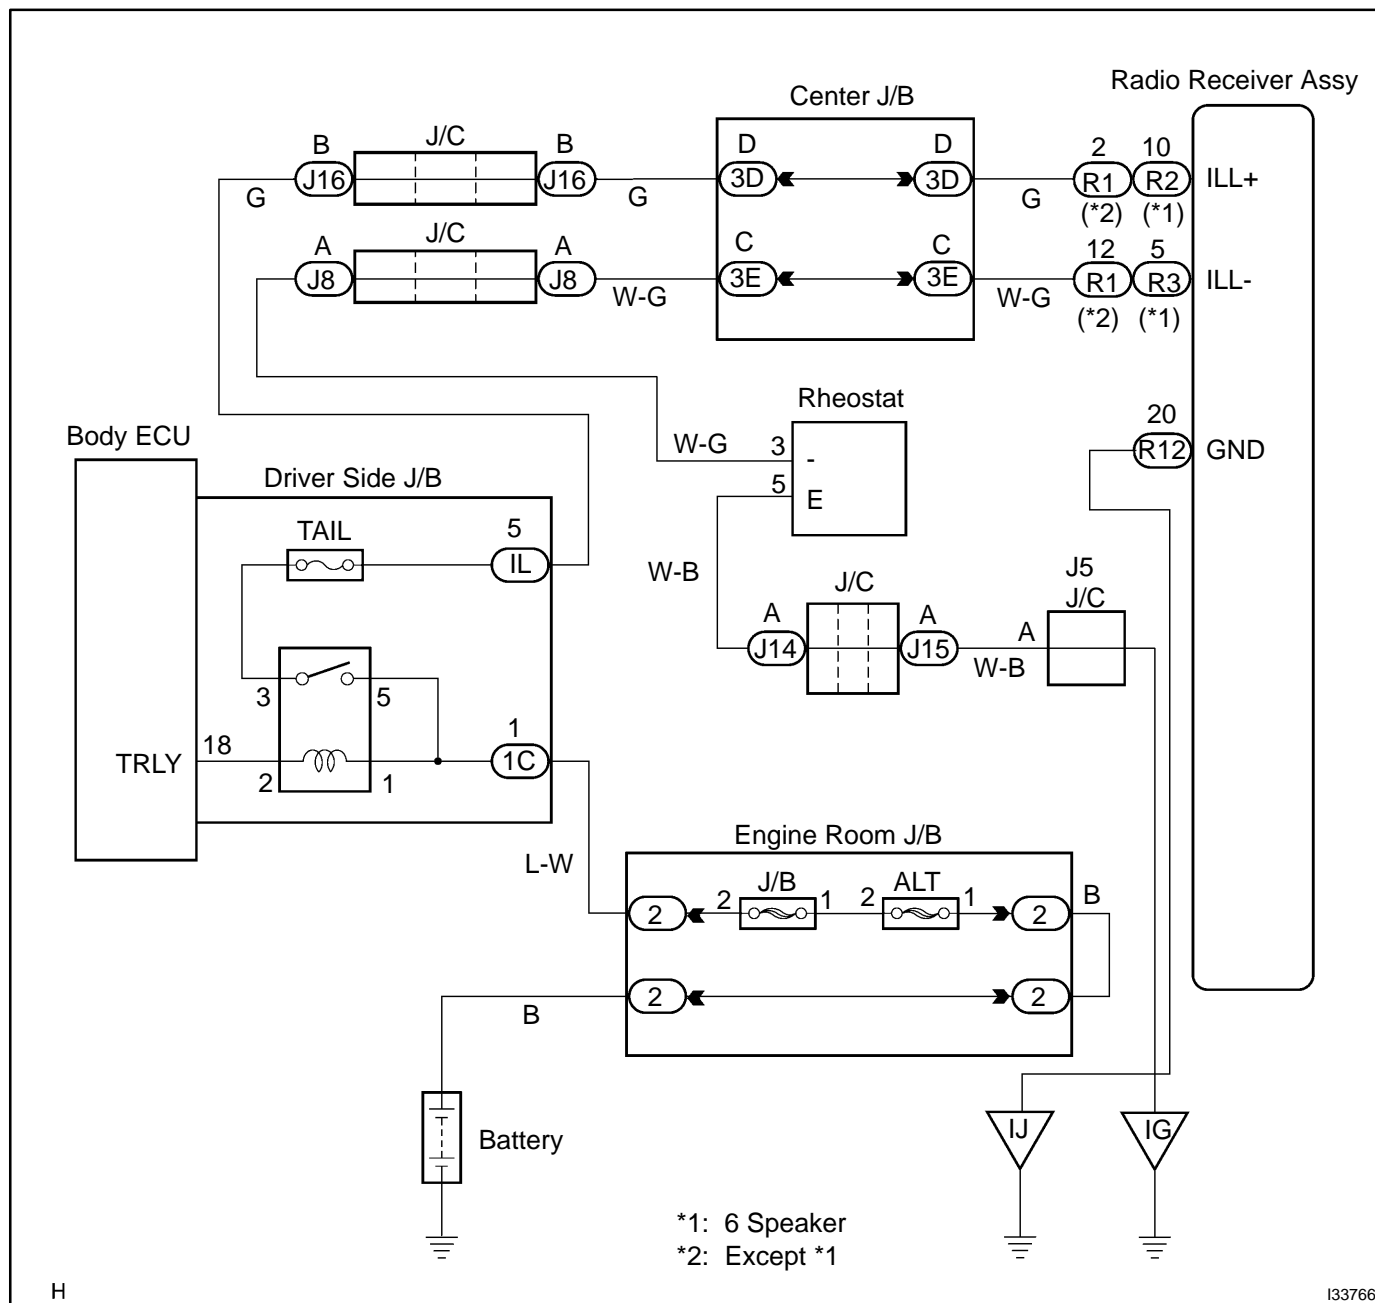 Radio Receiver Assy
Center J/B
B J/C B D D 2 10
J16 J16 3D 3D R1 R2 ILL+
G G G (*2) (*1)
A J/C A C C 12 5
J8 J8 3E 3E R1 R3 ILL-
W-G W-G (*2) (*1)
Rheostat
20
Body ECU W-G 3 - R12 GND
Driver Side J/B 5 E
TAIL 5
IL W-B J/C J5
J/C
A A A
J14 J15
W-B
3 5
1
18
TRLY 1C
2 1
Engine Room J/B
L-W
2 J/B 1 2 ALT 1 B
2 2
2 2
B
IJ IG
Battery
*1: 6 Speaker
*2: Except *1
H I33766